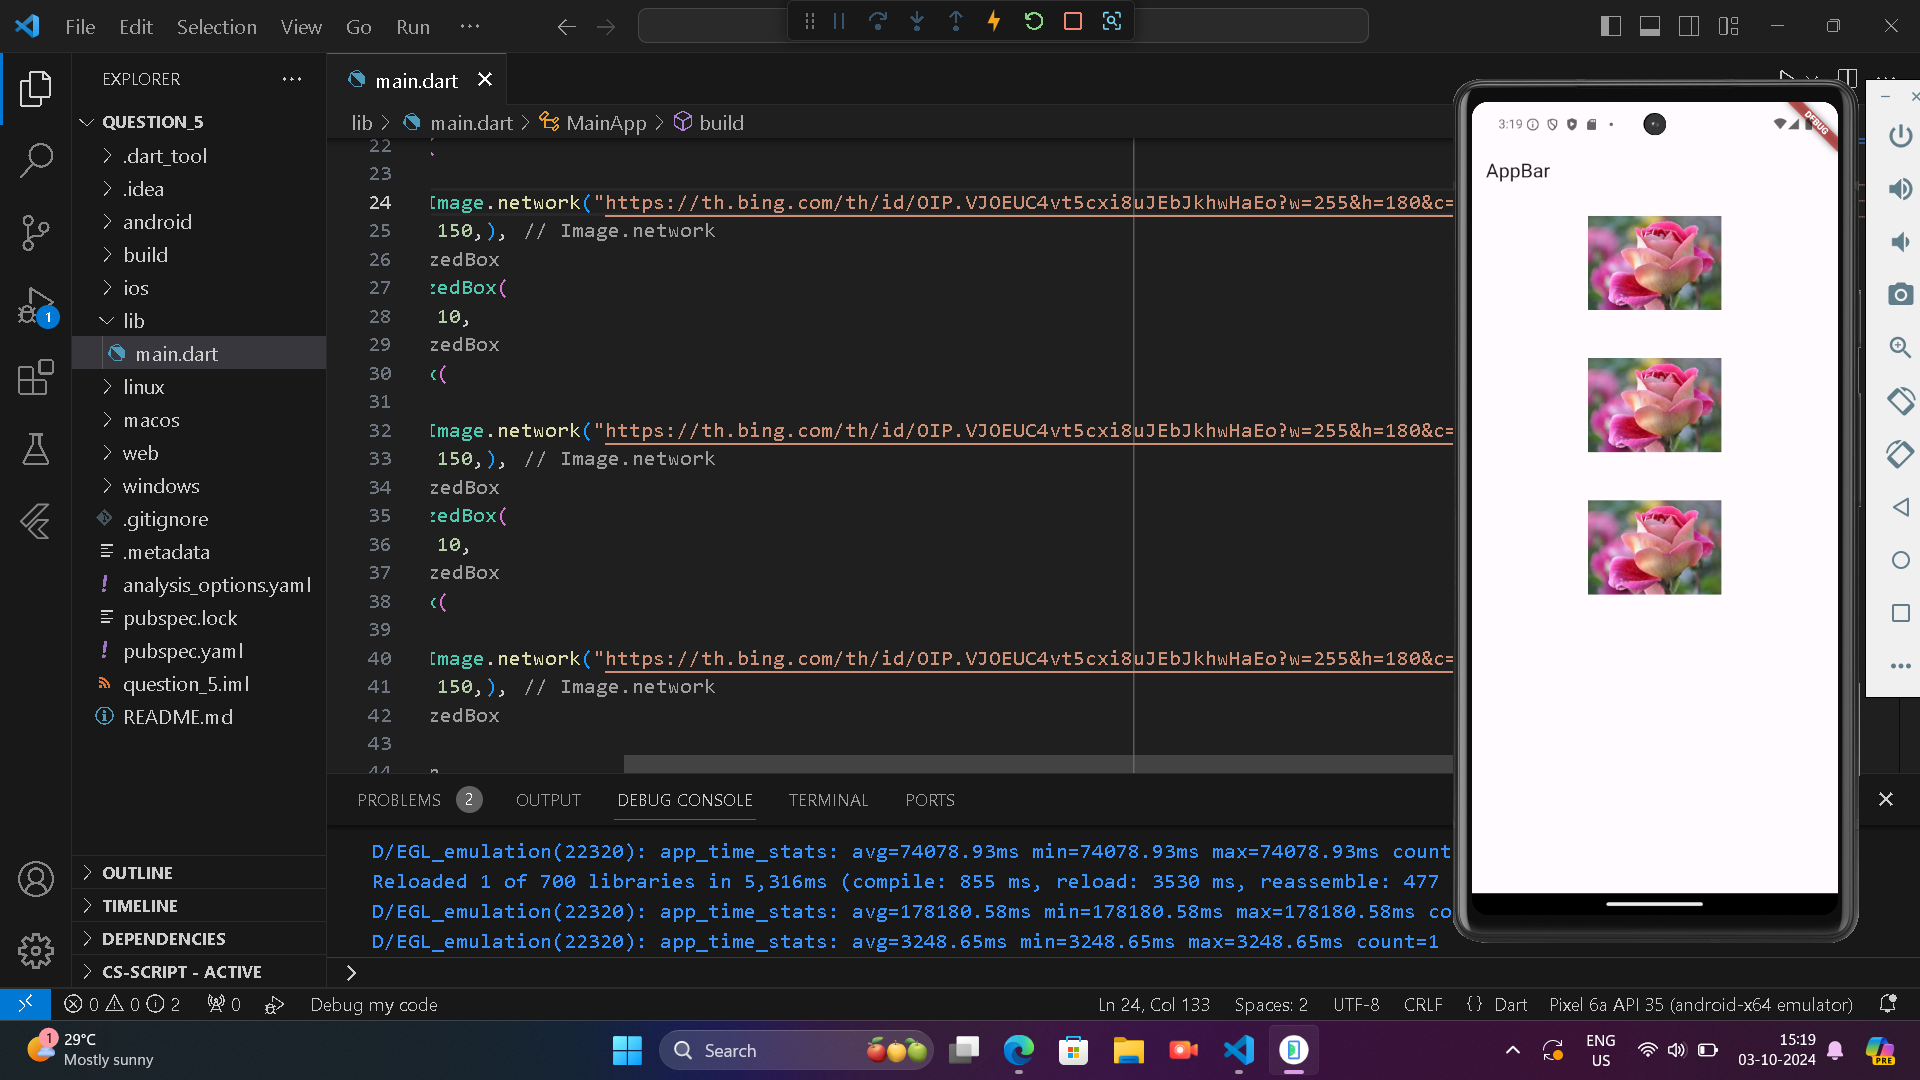 File Edit Selection View Go Run ···
EXPLORER ···
QUESTION_5
.dart_tool
.idea
android
build
ios
lib
main.dart
linux
macos
web
windows
.gitignore
.metadata
analysis_options.yaml
pubspec.lock
pubspec.yaml
question_5.iml
README.md
OUTLINE
TIMELINE
DEPENDENCIES
CS-SCRIPT - ACTIVE
1
main.dart
lib > main.dart > MainApp > build
22
23
24 Image.network("https://th.bing.com/th/id/OIP.VJOEUC4vt5cxi8uJEbJkhwHaEo?w=255&h=180&c=
25 150,), // Image.network
26 zedBox
27 zedBox(
28 10,
29 zedBox
30 (
31
32 Image.network("https://th.bing.com/th/id/OIP.VJOEUC4vt5cxi8uJEbJkhwHaEo?w=255&h=180&c=
33 150,), // Image.network
34 zedBox
35 zedBox(
36 10,
37 zedBox
38 (
39
40 Image.network("https://th.bing.com/th/id/OIP.VJOEUC4vt5cxi8uJEbJkhwHaEo?w=255&h=180&c=
41 150,), // Image.network
42 zedBox
43
44
PROBLEMS 2 OUTPUT DEBUG CONSOLE TERMINAL PORTS
D/EGL_emulation(22320): app_time_stats: avg=74078.93ms min=74078.93ms max=74078.93ms count
Reloaded 1 of 700 libraries in 5,316ms (compile: 855 ms, reload: 3530 ms, reassemble: 477
D/EGL_emulation(22320): app_time_stats: avg=178180.58ms min=178180.58ms max=178180.58ms co
D/EGL_emulation(22320): app_time_stats: avg=3248.65ms min=3248.65ms max=3248.65ms count=1
>
3:19
DEBUG
AppBar
0 0 2 0 Debug my code Ln 24, Col 133 Spaces: 2 UTF-8 CRLF {} Dart Pixel 6a API 35 (android-x64 emulator)
1 29°C
Mostly sunny
Search
ENG
US
15:19
03-10-2024
PRE